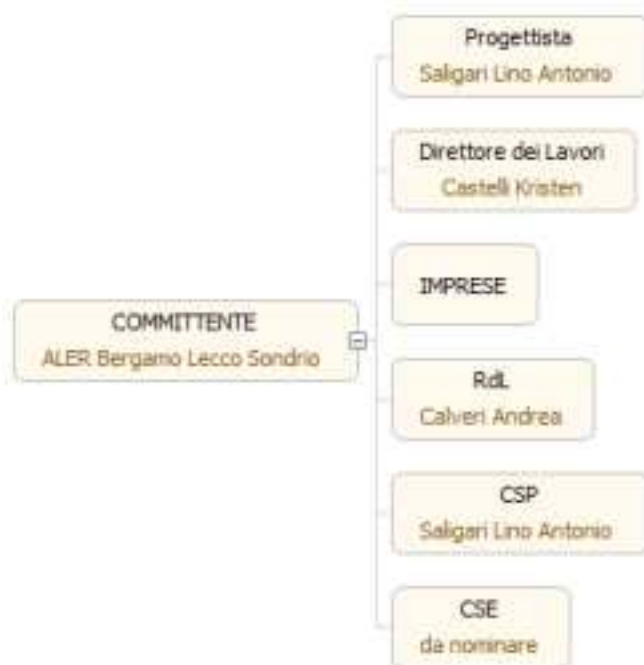 Progettista
Saligari Lino Antonio
Direttore dei Lavori
Castelli Kristen
IMPRESE
COMMITTENTE
ALER Bergamo Lecco Sondrio
RdL
Calveri Andrea
CSP
Saligari Lino Antonio
CSE
da nominare